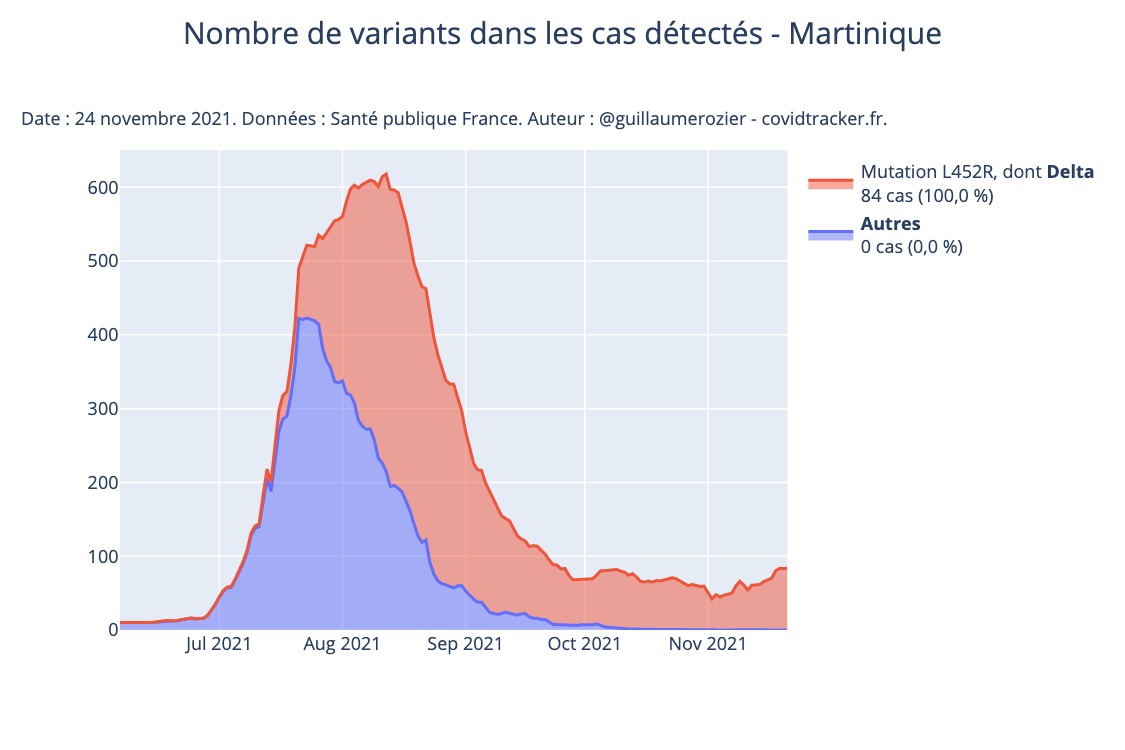 Nombre de variants dans les cas détectés - Martinique
Date : 24 novembre 2021. Données : Santé publique France. Auteur : @guillaumerozier - covidtracker.fr.
Mutation L452R, dont Delta
84 cas (100,0 %)
Autres
0 cas (0,0 %)
600
500
400
300
200
100
0
Jul 2021
Aug 2021
Sep 2021
Oct 2021
Nov 2021